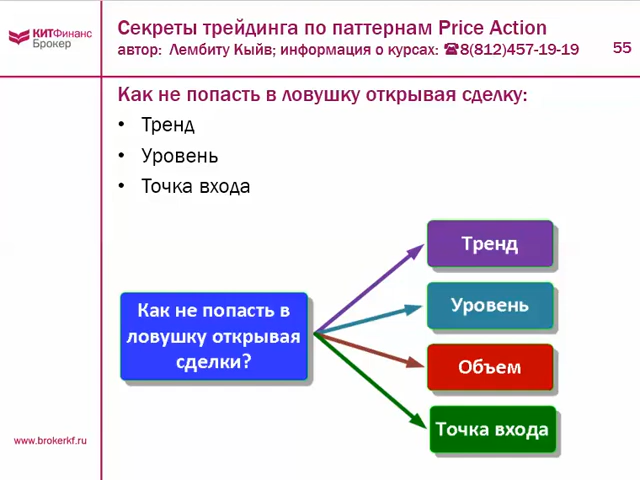 КИТФинанс
Брокер
Секреты трейдинга по паттернам Price Action
автор: Лембиту Кыйв; информация о курсах: ☎8(812)457-19-19
55
Как не попасть в ловушку открывая сделку:
• Тренд
• Уровень
• Точка входа
Как не попасть в
ловушку открывая
сделки?
Тренд
Уровень
Объем
Точка входа
www.brokerkf.ru